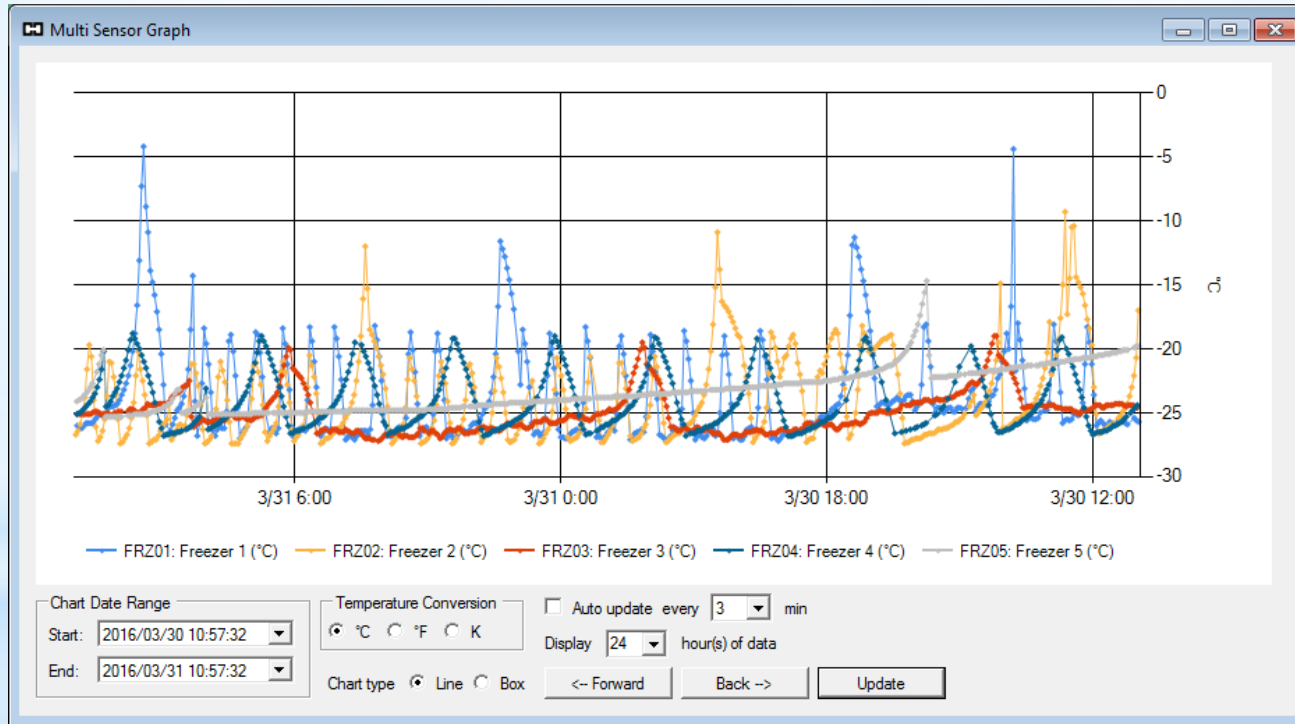 Multi Sensor Graph
0
-5
-10
-15
-20
-25
-30
°C
3/31 6:00
3/31 0:00
3/30 18:00
3/30 12:00
FRZ01: Freezer 1 (°C)
FRZ02: Freezer 2 (°C)
FRZ03: Freezer 3 (°C)
FRZ04: Freezer 4 (°C)
FRZ05: Freezer 5 (°C)
Chart Date Range
Start: 2016/03/30 10:57:32
End: 2016/03/31 10:57:32
Temperature Conversion
°C °F K
Chart type Line Box
Auto update every 3 min
Display 24 hour(s) of data
<-- Forward Back --> Update